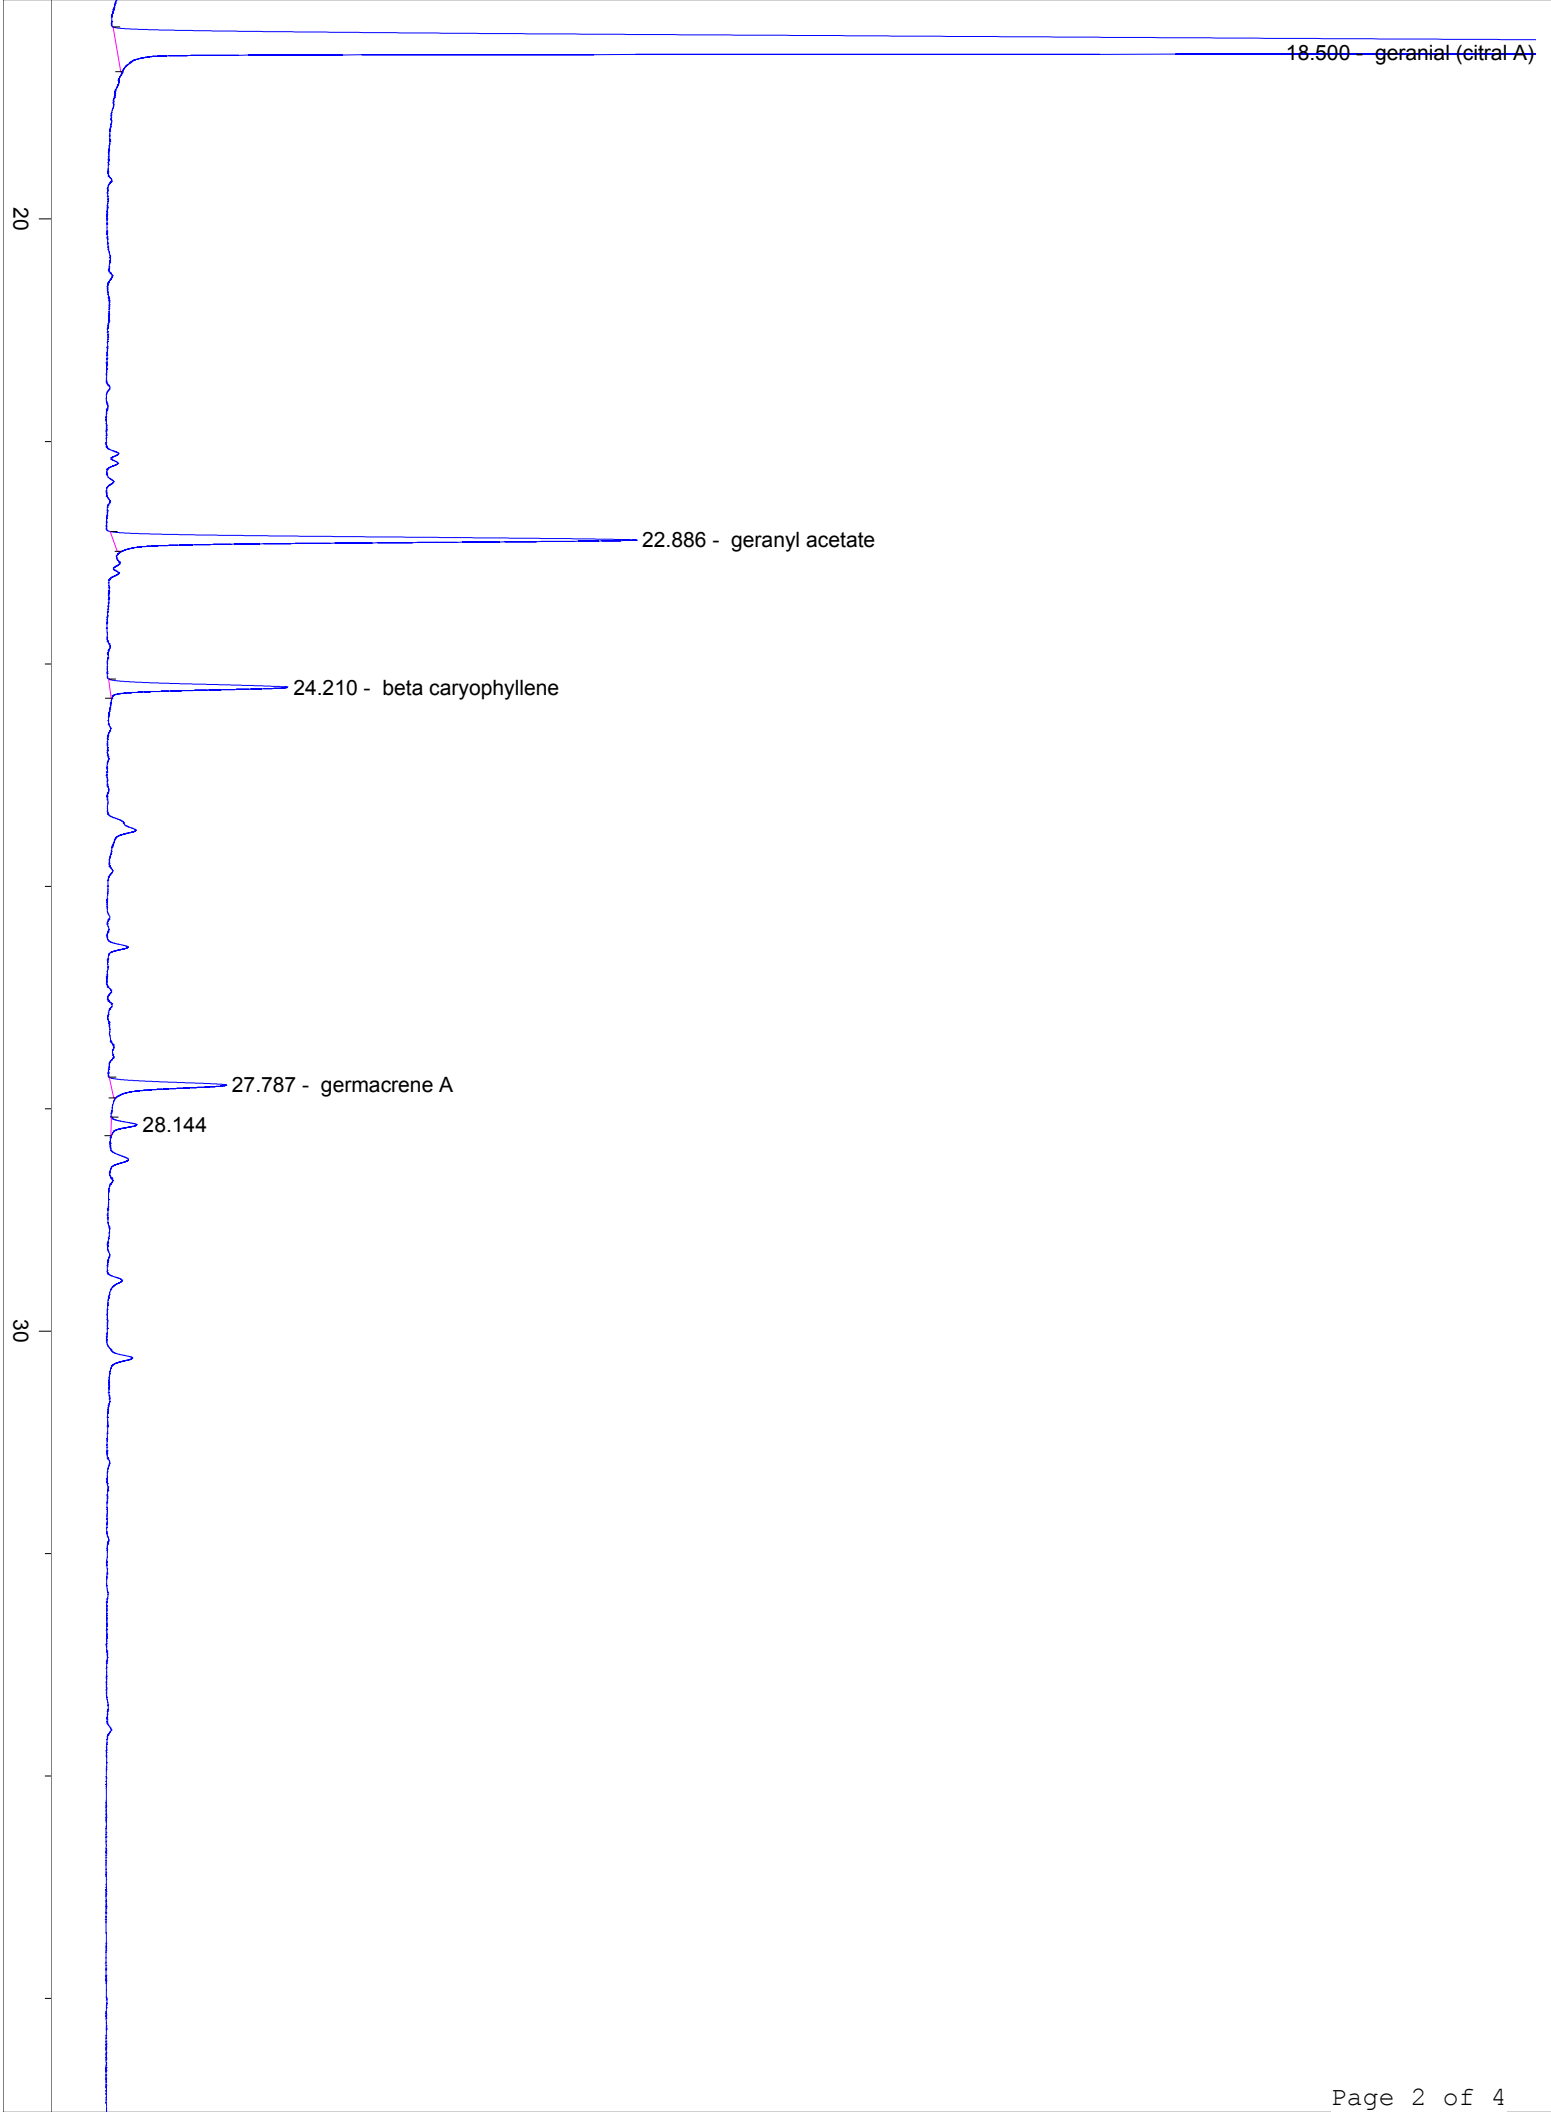 18.500 - geranial (citral A)
20
22.886 - geranyl acetate
24.210 - beta caryophyllene
27.787 - germacrene A
28.144
30
Page 2 of 4